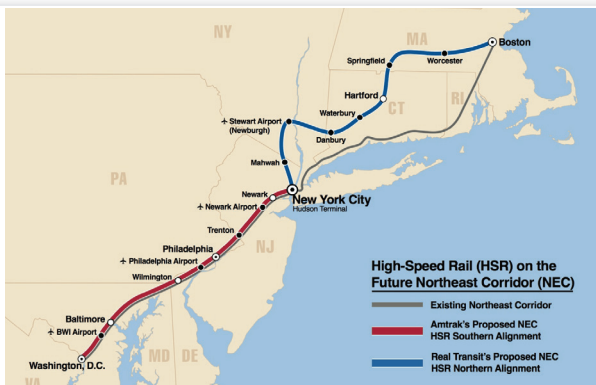 NY
MA
Boston
Springfield
Worcester
Hartford
CT
RI
Waterbury
Stewart Airport
(Newburgh)
Danbury
Mahwah
PA
Newark
New York City
Hudson Terminal
Newark Airport
Trenton
NJ
Philadelphia
Philadelphia Airport
Wilmington
Baltimore
BWI Airport
Washington, D.C.
MD
DE
VA
High-Speed Rail (HSR) on the
Future Northeast Corridor (NEC)
Existing Northeast Corridor
Amtrak's Proposed NEC
HSR Southern Alignment
Real Transit's Proposed NEC
HSR Northern Alignment